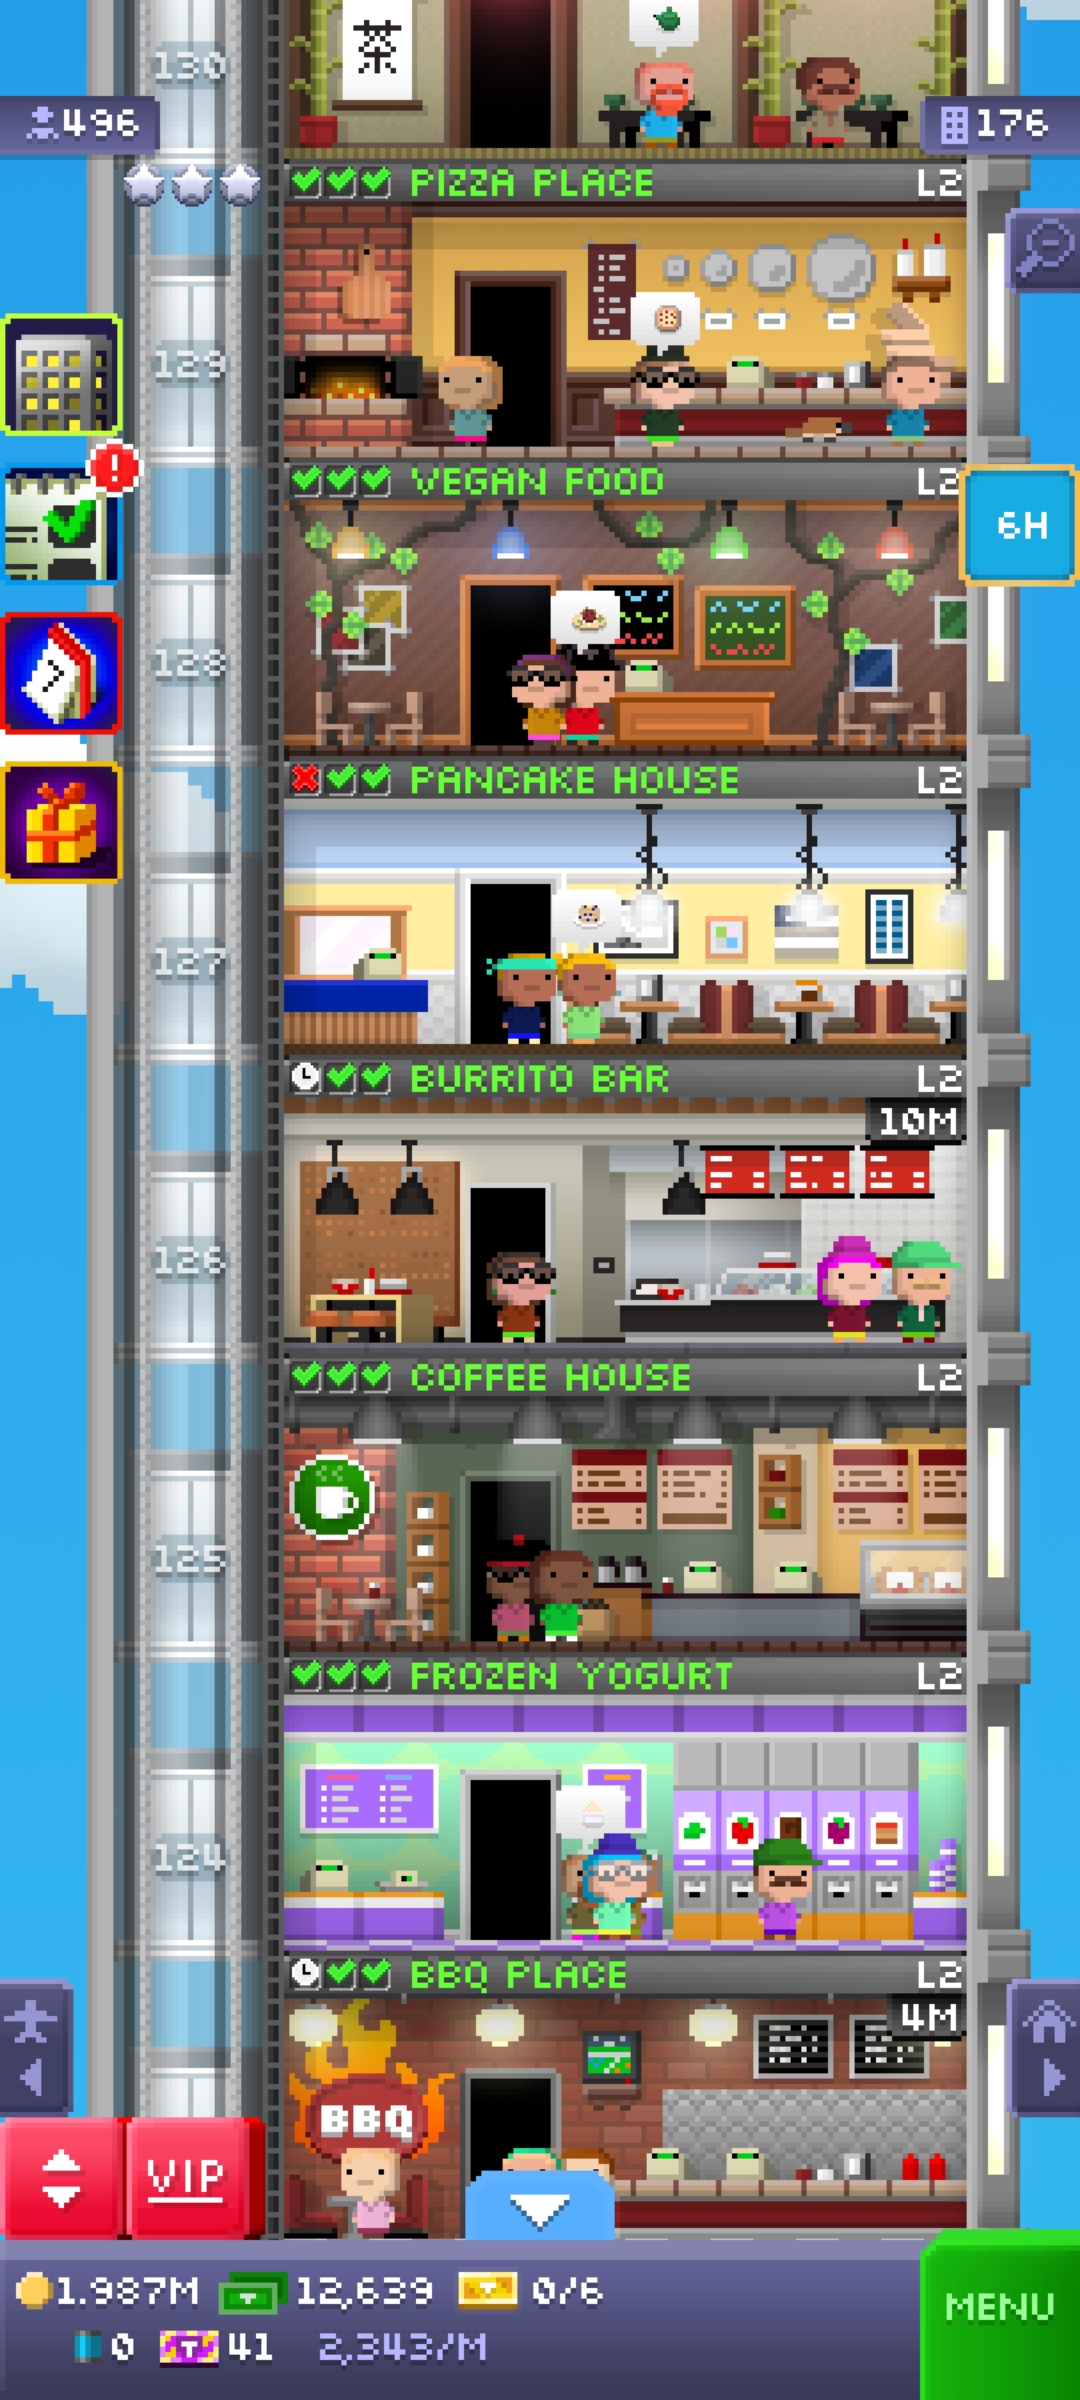 茶
130
496
176
PIZZA PLACE L2
129
VEGAN FOOD L2
6H
128
7
PANCAKE HOUSE L2
127
BURRITO BAR L2
10M
126
COFFEE HOUSE L2
125
FROZEN YOGURT L2
124
BBQ PLACE L2
4M
BBQ
VIP
1.987M 12,639 0/6
MENU
0 T 41 2,343/M